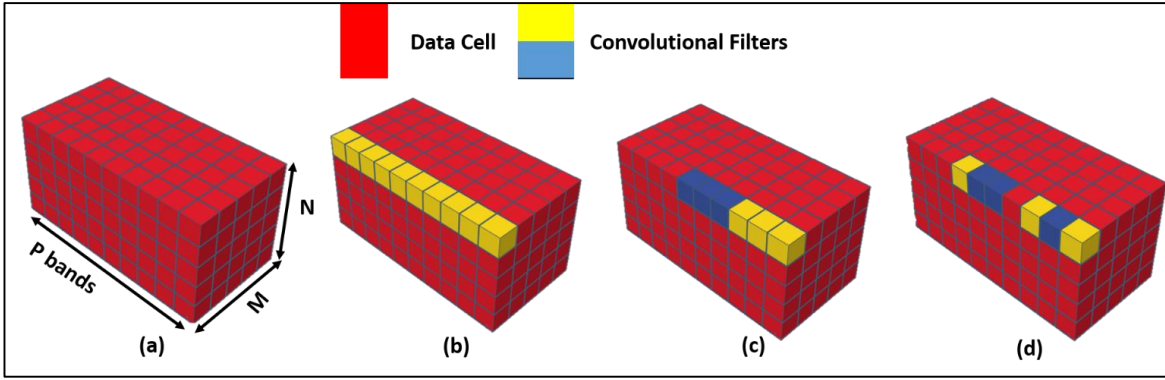 Data Cell
Convolutional Filters
N
P bands
M
(a)
(b)
(c)
(d)